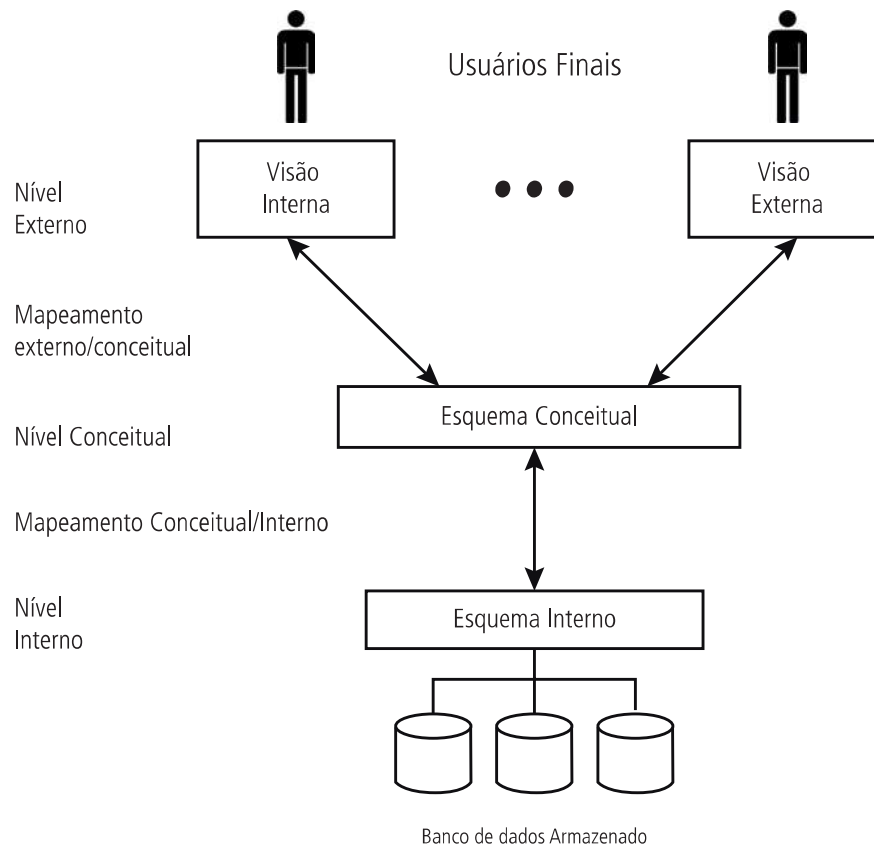 Usuários Finais
Visão
Interna
Visão
Externa
Nível
Externo
Mapeamento
externo/conceitual
Esquema Conceitual
Nível Conceitual
Mapeamento Conceitual/Interno
Nível
Interno
Esquema Interno
Banco de dados Armazenado